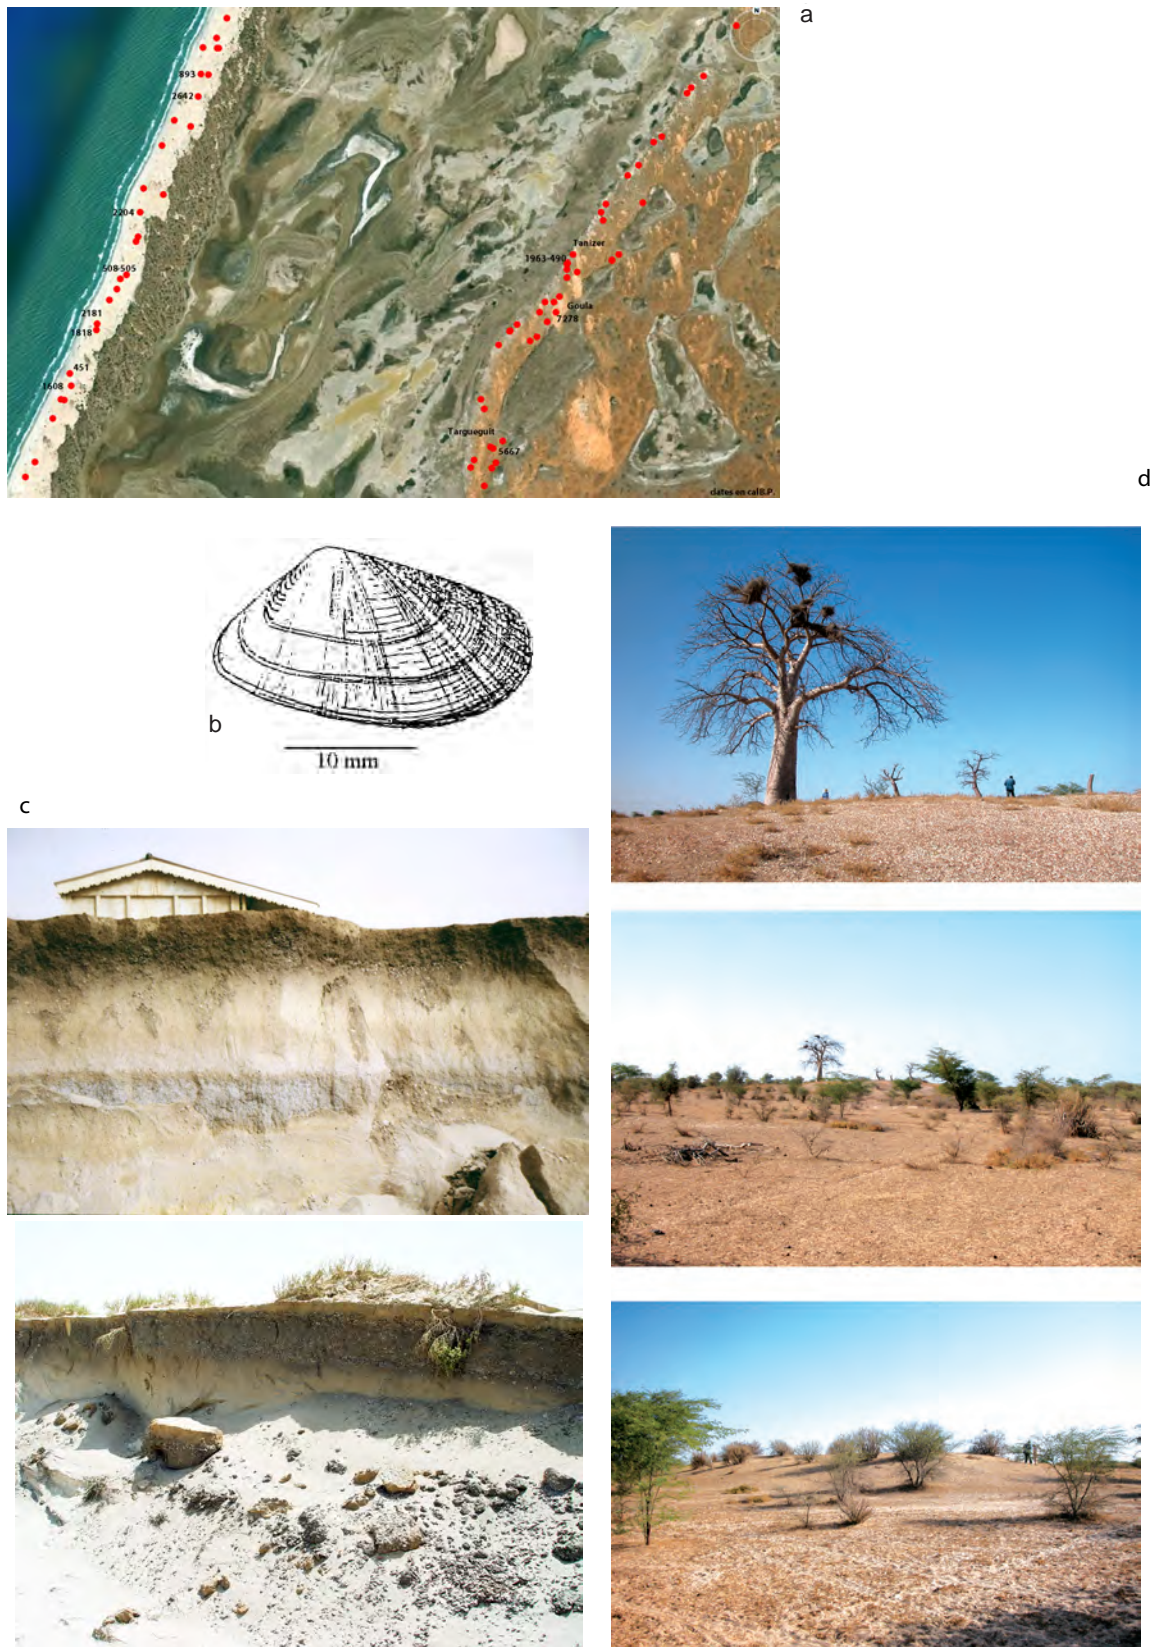 a
N
893
2642
2204
Tanizer
1963-490
508-505
Goula
7278
2181
1818
451
1608
Targueguit
5667
dates en cal B.P.
d
b
10 mm
c